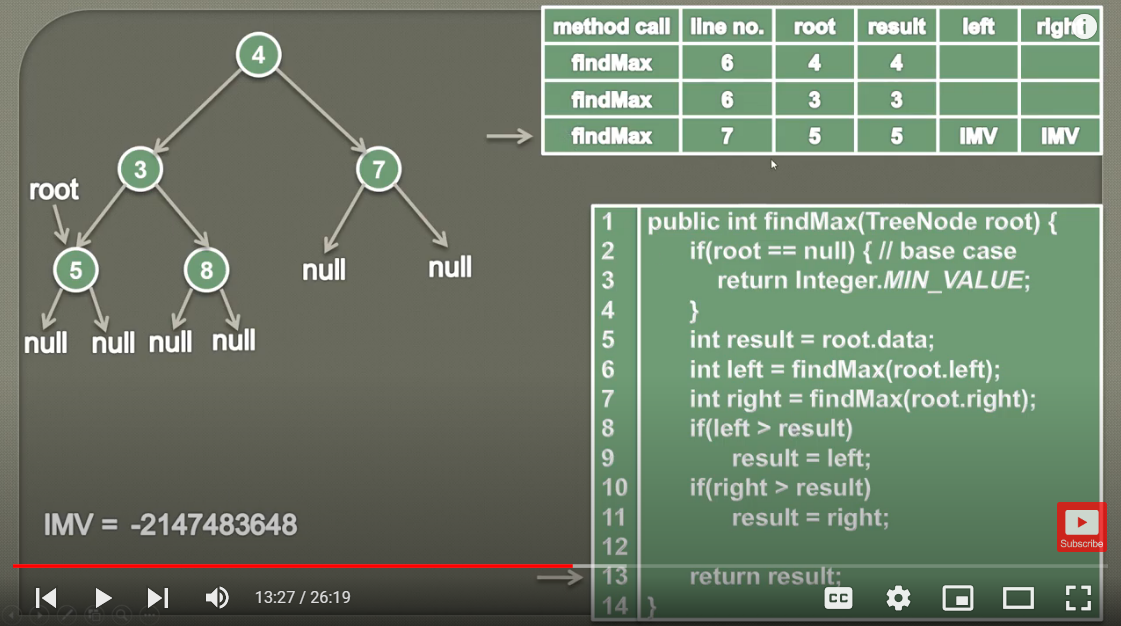 4
3
7
root
5
8
null
null
null
null
null
null
IMV = -2147483648
method call line no. root result left right
findMax 6 4 4
findMax 6 3 3
findMax 7 5 5 IMV IMV
1 public int findMax(TreeNode root) {
2 if(root == null) { // base case
3 return Integer.MIN_VALUE;
4 }
5 int result = root.data;
6 int left = findMax(root.left);
7 int right = findMax(root.right);
8 if(left > result)
9 result = left;
10 if(right > result)
11 result = right;
12
13 return result;
14 }
Subscribe
13:27 / 26:19
CC